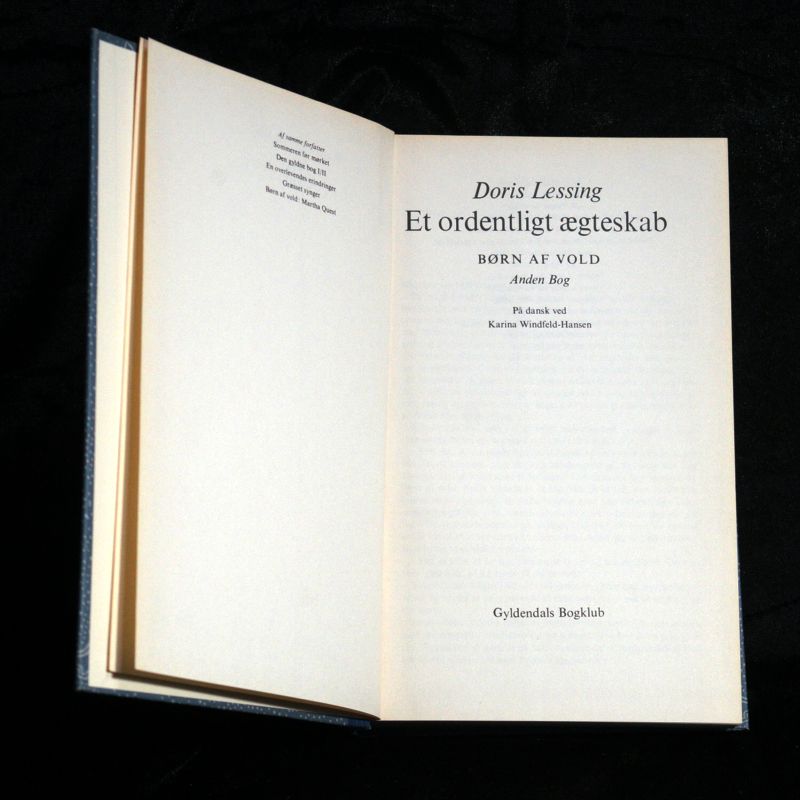 Af samme forfatter
Sommeren før mørket
Den gyldne bog I/II
En overlevendes erindringer
Græsset synger
Børn af vold: Martha Quest
Doris Lessing
Et ordentligt ægteskab
BØRN AF VOLD
Anden Bog
På dansk ved
Karina Windfeld-Hansen
Gyldendals Bogklub